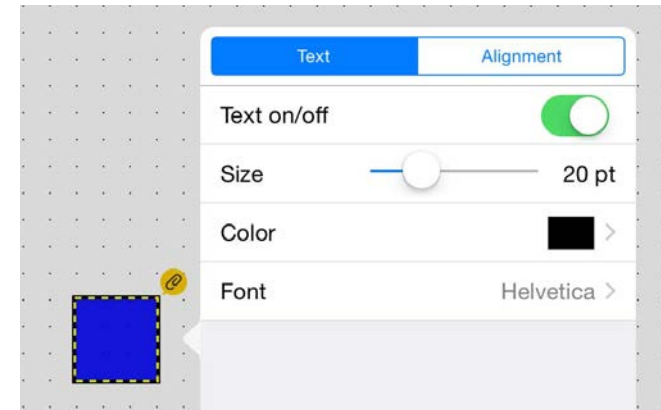 Text Alignment
Text on/off
Size 20 pt
Color
Font Helvetica